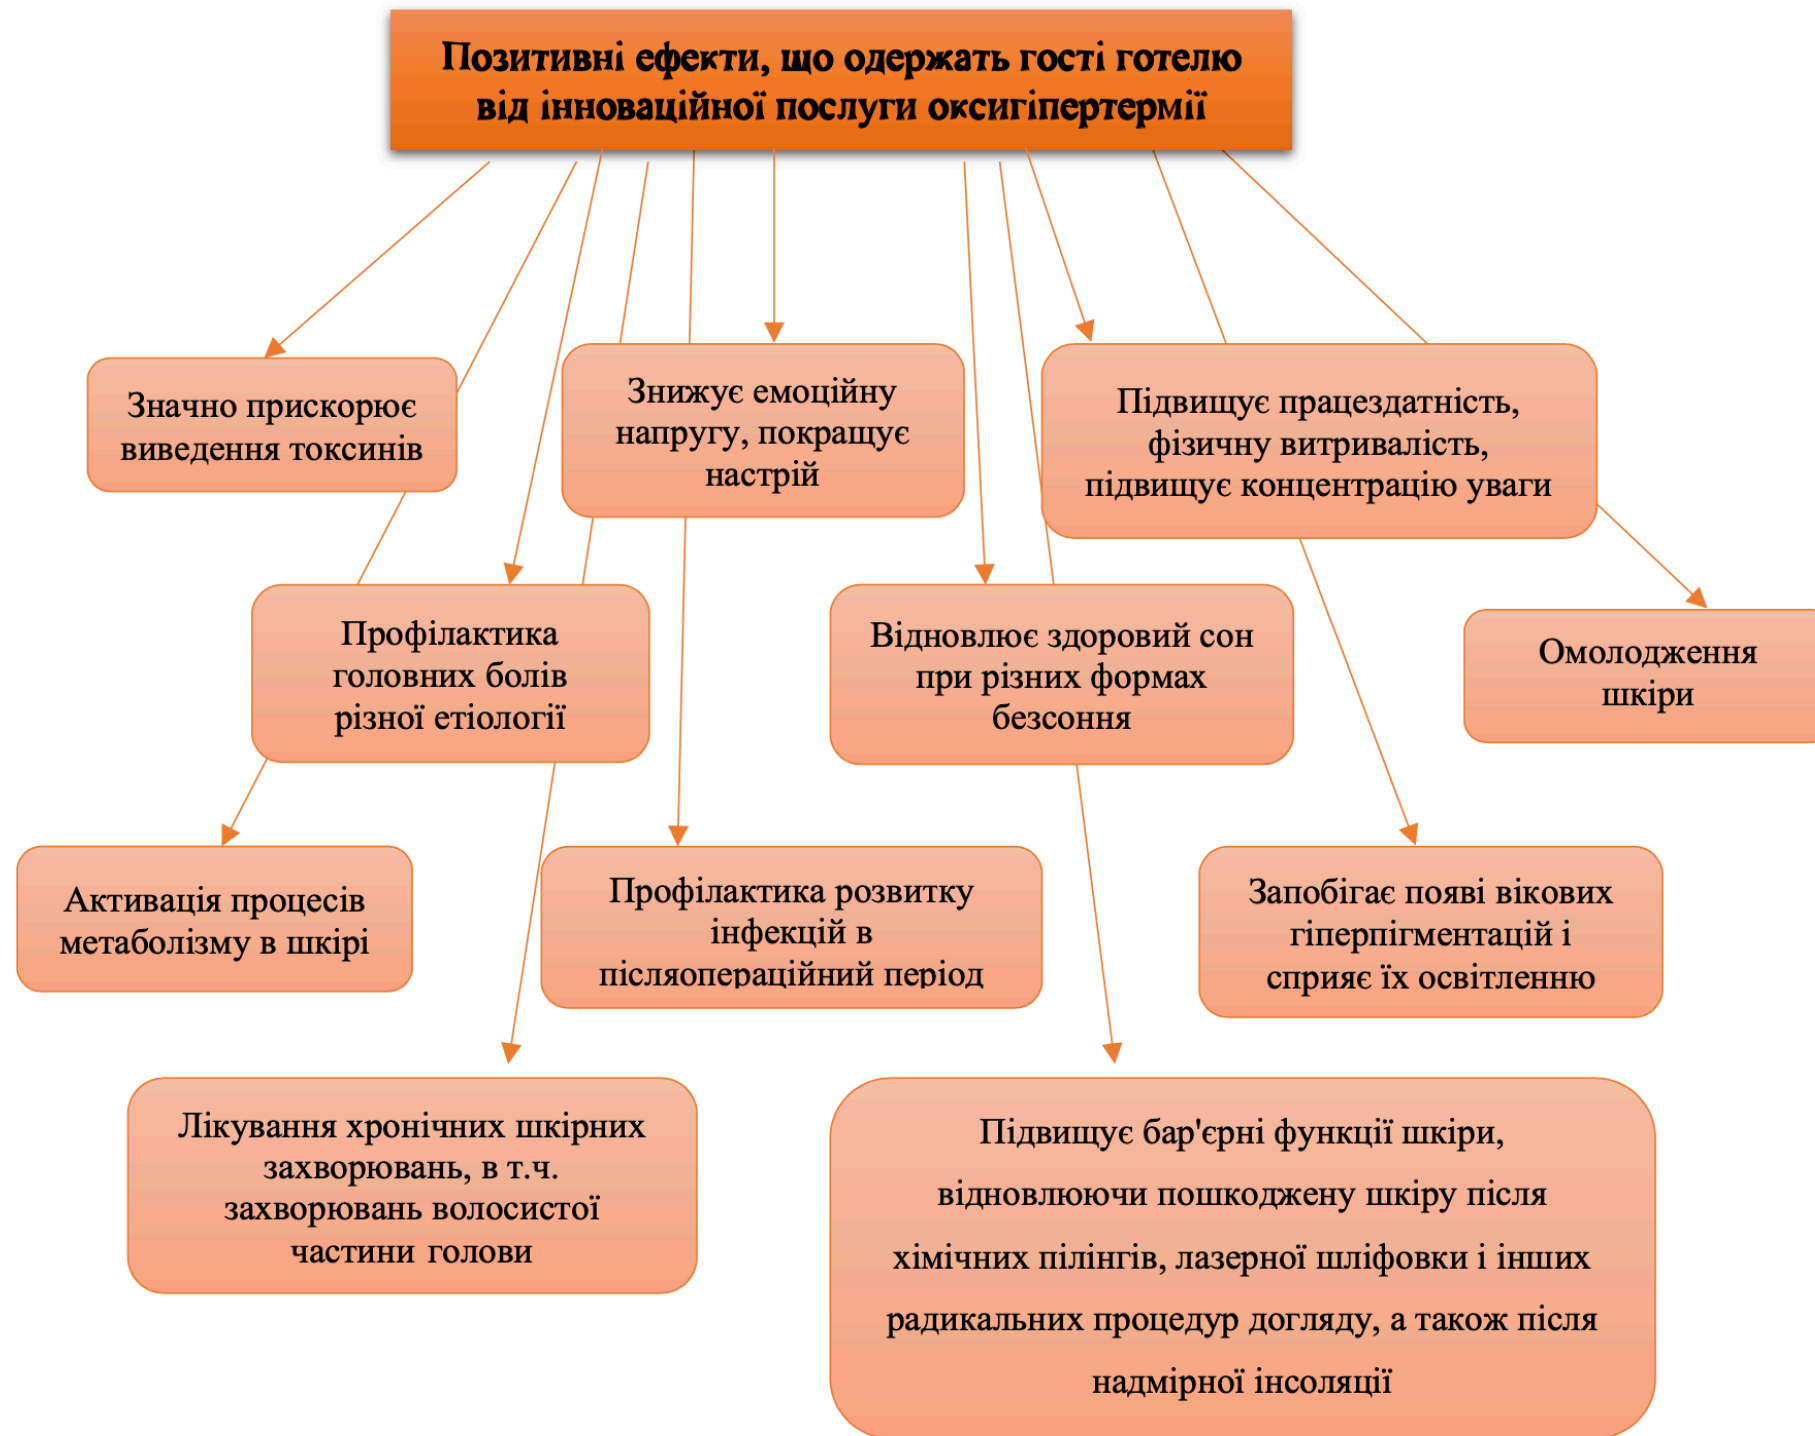 Позитивні ефекти, що одержать гості готелю
від інноваційної послуги оксигіпертермії
Значно прискорює
виведення токсинів
Знижує емоційну
напругу, покращує
настрій
Підвищує працездатність,
фізичну витривалість,
підвищує концентрацію уваги
Профілактика
головних болів
різної етіології
Відновлює здоровий сон
при різних формах
безсоння
Омолодження
шкіри
Активація процесів
метаболізму в шкірі
Профілактика розвитку
інфекцій в
післяопераційний період
Запобігає появі вікових
гіперпігментацій і
сприяє їх освітленню
Лікування хронічних шкірних
захворювань, в т.ч.
захворювань волосистої
частини голови
Підвищує бар'єрні функції шкіри,
відновлюючи пошкоджену шкіру після
хімічних пілінгів, лазерної шліфовки і інших
радикальних процедур догляду, а також після
надмірної інсоляції